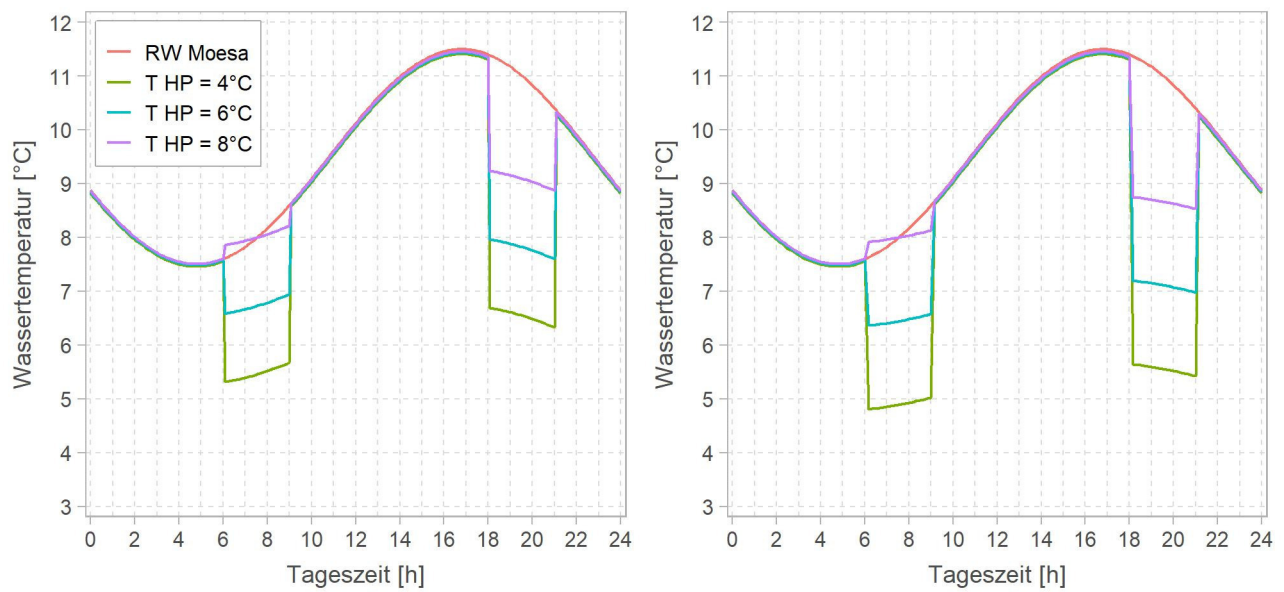 12
11
10
9
8
7
6
5
4
3
Wassertemperatur [°C]
RW Moesa
T HP = 4°C
T HP = 6°C
T HP = 8°C
0 2 4 6 8 10 12 14 16 18 20 22 24
Tageszeit [h]
12
11
10
9
8
7
6
5
4
3
Wassertemperatur [°C]
0 2 4 6 8 10 12 14 16 18 20 22 24
Tageszeit [h]